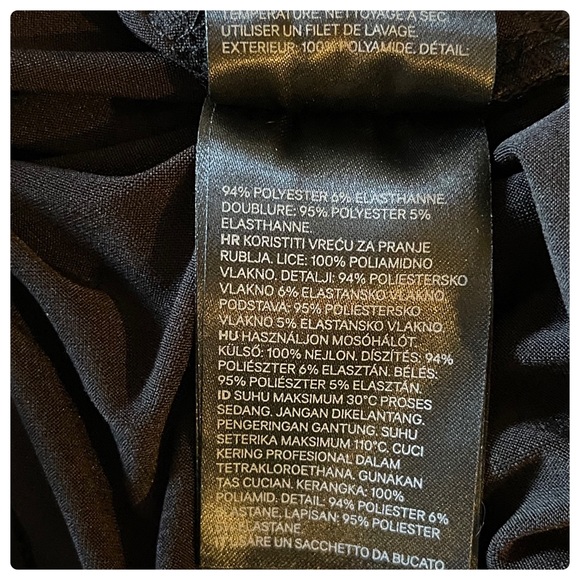 TEMPÉRATURE. NETTOYAGE À SEC
UTILISER UN FILET DE LAVAGE.
EXTERIEUR: 100% POLYAMIDE. DÉTAIL:
94% POLYESTER 6% ELASTHANNE.
DOUBLURE: 95% POLYESTER 5%
ELASTHANNE.
HR KORISTITI VREĆU ZA PRANJE
RUBLJA. LICE: 100% POLIAMIDNO
VLAKNO. DETALJI: 94% POLIESTERSKO
VLAKNO 6% ELASTANSKO VLAKNO.
PODSTAVA: 95% POLIESTERSKO
VLAKNO 5% ELASTANSKO VLAKNO.
HU HASZNÁLJON MOSÓHÁLÓT.
KÜLSŐ: 100% NEJLON. DÍSZÍTÉS: 94%
POLIÉSZTER 6% ELASZTÁN. BÉLÉS:
95% POLIÉSZTER 5% ELASZTÁN.
ID SUHU MAKSIMUM 30°C PROSES
SEDANG. JANGAN DIKELANTANG.
PENGERINGAN GANTUNG. SUHU
SETERIKA MAKSIMUM 110°C. CUCI
KERING PROFESIONAL DALAM
TETRAKLOROETHANA. GUNAKAN
TAS CUCIAN. KERANGKA: 100%
POLIAMID. DETAIL: 94% POLIESTER 6%
ELASTANE. LAPISAN: 95% POLIESTER
5% ELASTANE.
IT USARE UN SACCHETTO DA BUCATO